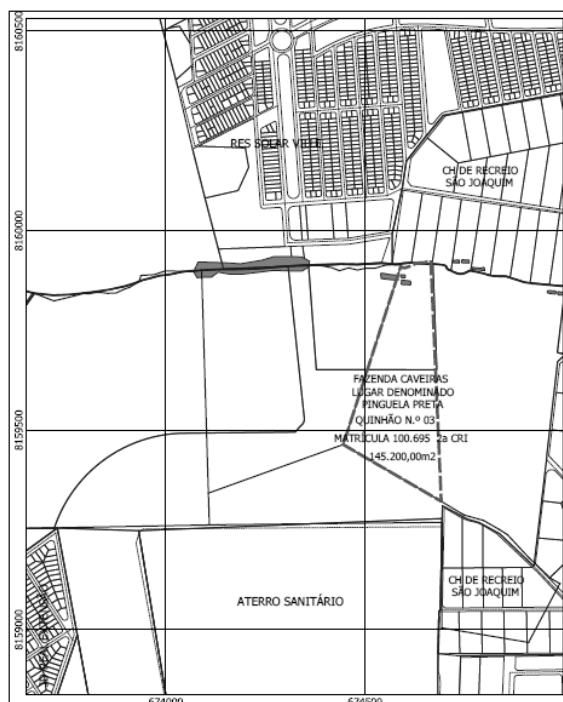 8160500
RES SOLAR VILLE
CH DE RECREIO
SÃO JOAQUIM
8160000
FAZENDA CAVEIRAS
LUGAR DENOMINADO
PINGUELA PRETA
QUINHÃO N.º 03
8159500
MATRÍCULA 100.695 2a CRI
145.200,00m2
CH DE RECREIO
SÃO JOAQUIM
ATERRO SANITÁRIO
8159000
674000
674500